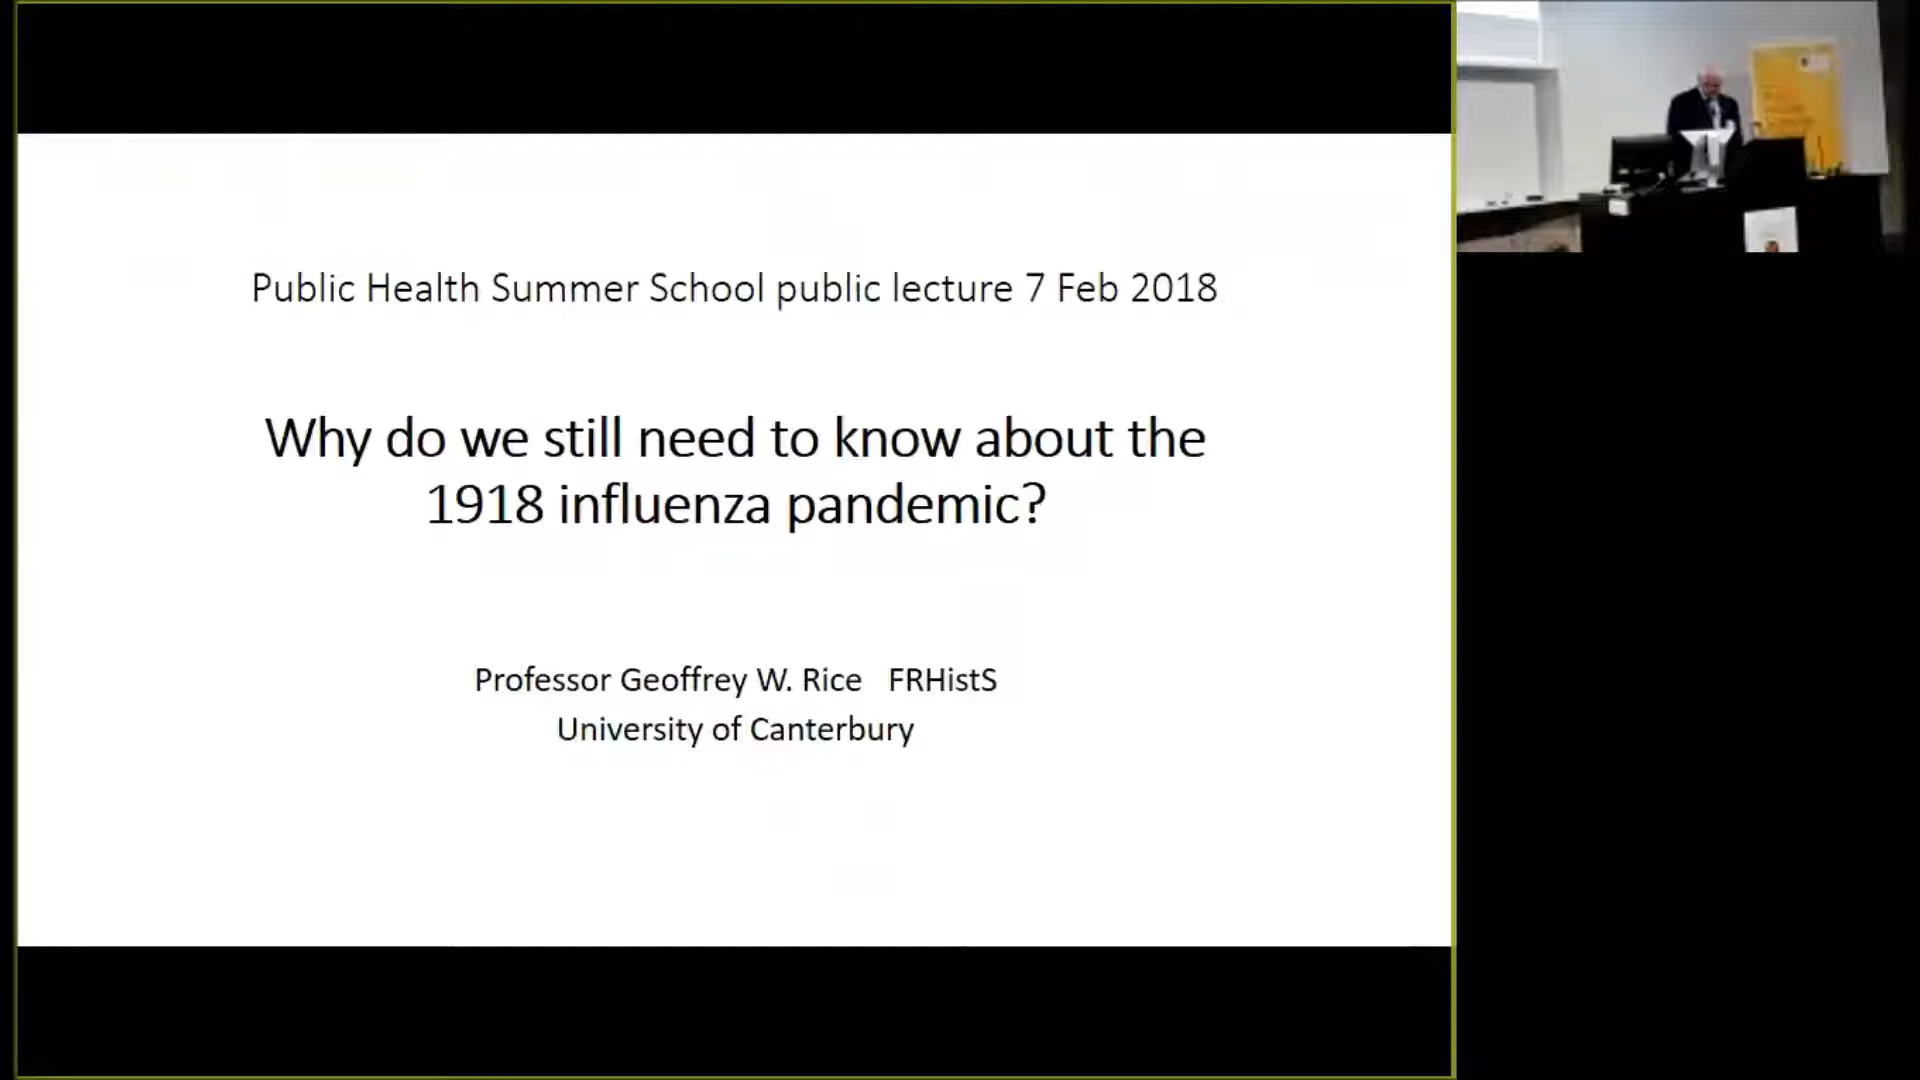 Public Health Summer School public lecture 7 Feb 2018
Why do we still need to know about the
1918 influenza pandemic?
Professor Geoffrey W. Rice FRHistS
University of Canterbury